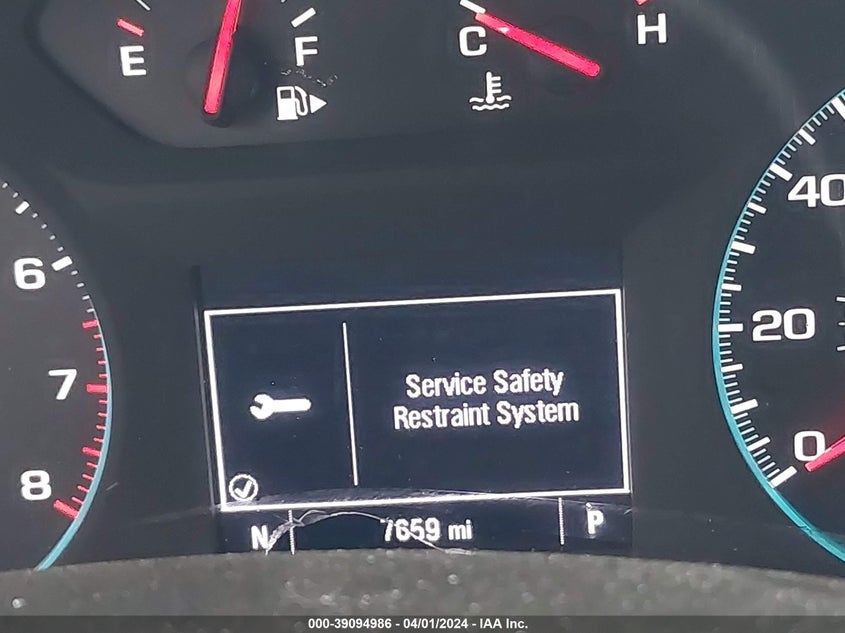 E F C H
40
6
20
7
Service Safety
Restraint System
0
8
N 7659 mi P
000-39094986 - 04/01/2024 - IAA Inc.